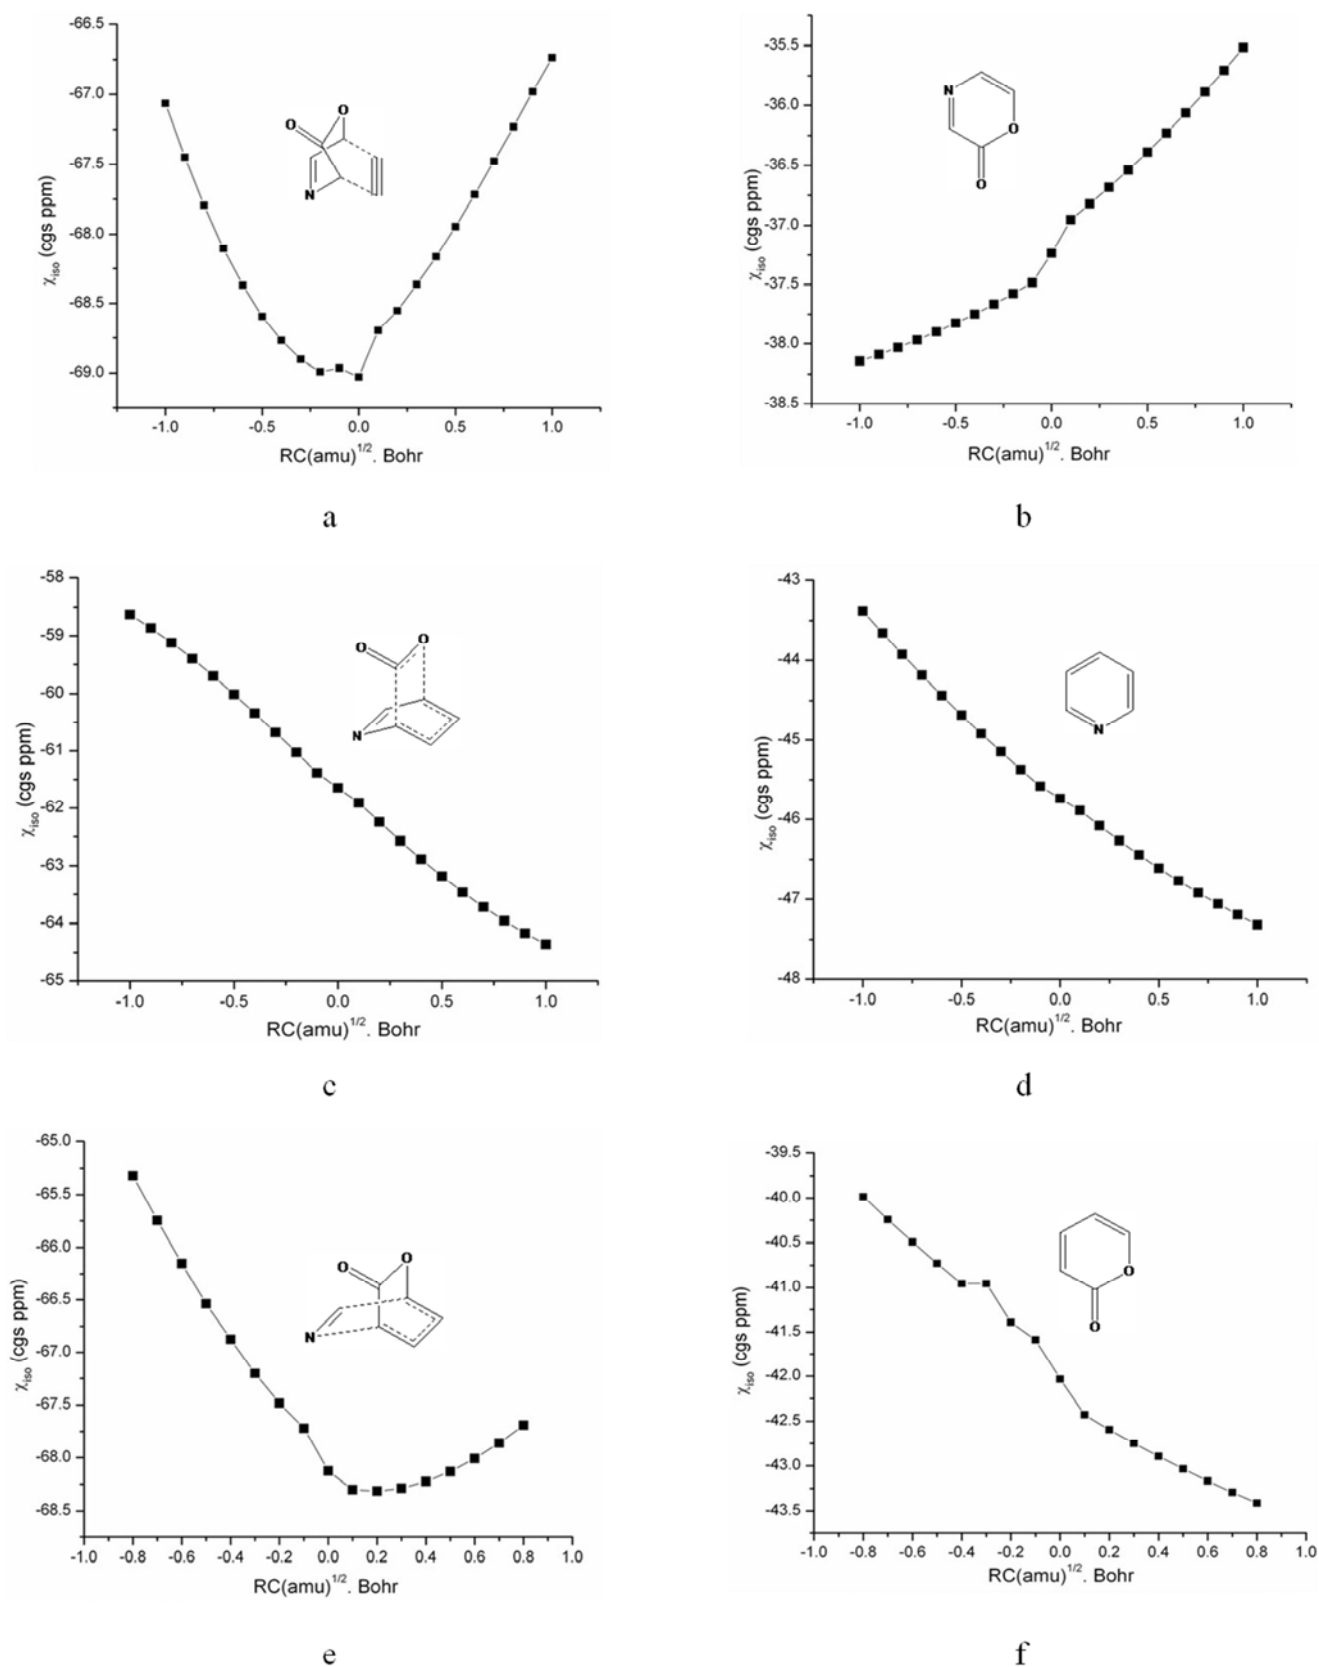 -66.5
-67.0
-67.5
-68.0
-68.5
-69.0
χiso (cgs ppm)
O
O
N
-1.0 -0.5 0.0 0.5 1.0
RC(amu)1/2. Bohr
a
-35.5
-36.0
-36.5
-37.0
-37.5
-38.0
-38.5
χiso (cgs ppm)
N
O
O
-1.0 -0.5 0.0 0.5 1.0
RC(amu)1/2. Bohr
b
-58
-59
-60
-61
-62
-63
-64
-65
χiso (cgs ppm)
O
O
N
-1.0 -0.5 0.0 0.5 1.0
RC(amu)1/2. Bohr
c
-43
-44
-45
-46
-47
-48
χiso (cgs ppm)
N
-1.0 -0.5 0.0 0.5 1.0
RC(amu)1/2. Bohr
d
-65.0
-65.5
-66.0
-66.5
-67.0
-67.5
-68.0
-68.5
χiso (cgs ppm)
O
O
N
-1.0 -0.8 -0.6 -0.4 -0.2 0.0 0.2 0.4 0.6 0.8 1.0
RC(amu)1/2. Bohr
e
-39.5
-40.0
-40.5
-41.0
-41.5
-42.0
-42.5
-43.0
-43.5
χiso (cgs ppm)
O
O
-1.0 -0.8 -0.6 -0.4 -0.2 0.0 0.2 0.4 0.6 0.8 1.0
RC(amu)1/2. Bohr
f